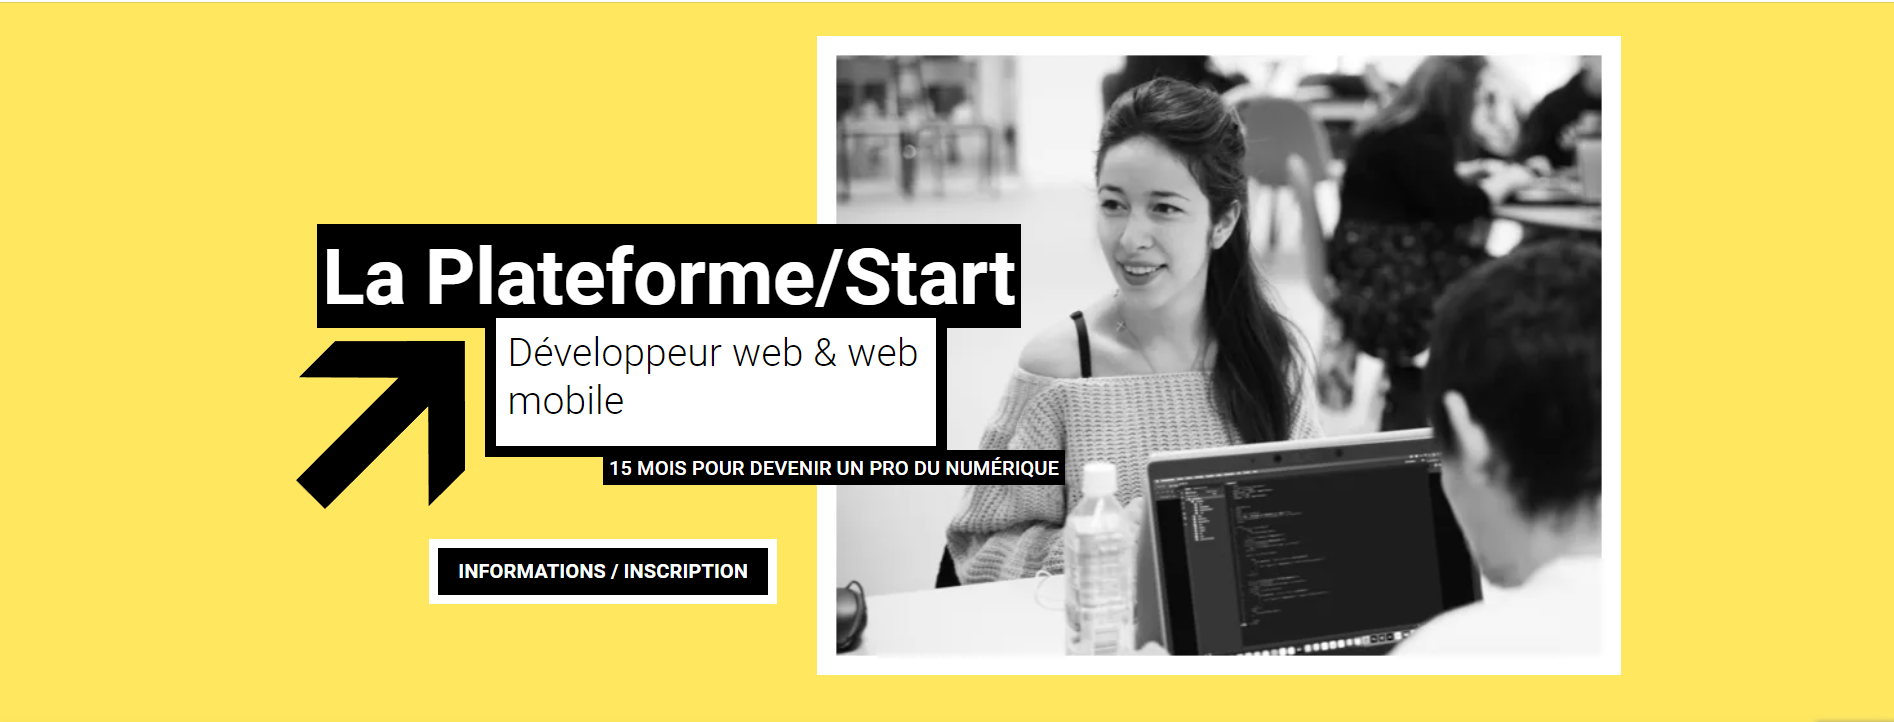 La Plateforme/Start
Développeur web & web
mobile
15 MOIS POUR DEVENIR UN PRO DU NUMÉRIQUE
INFORMATIONS / INSCRIPTION